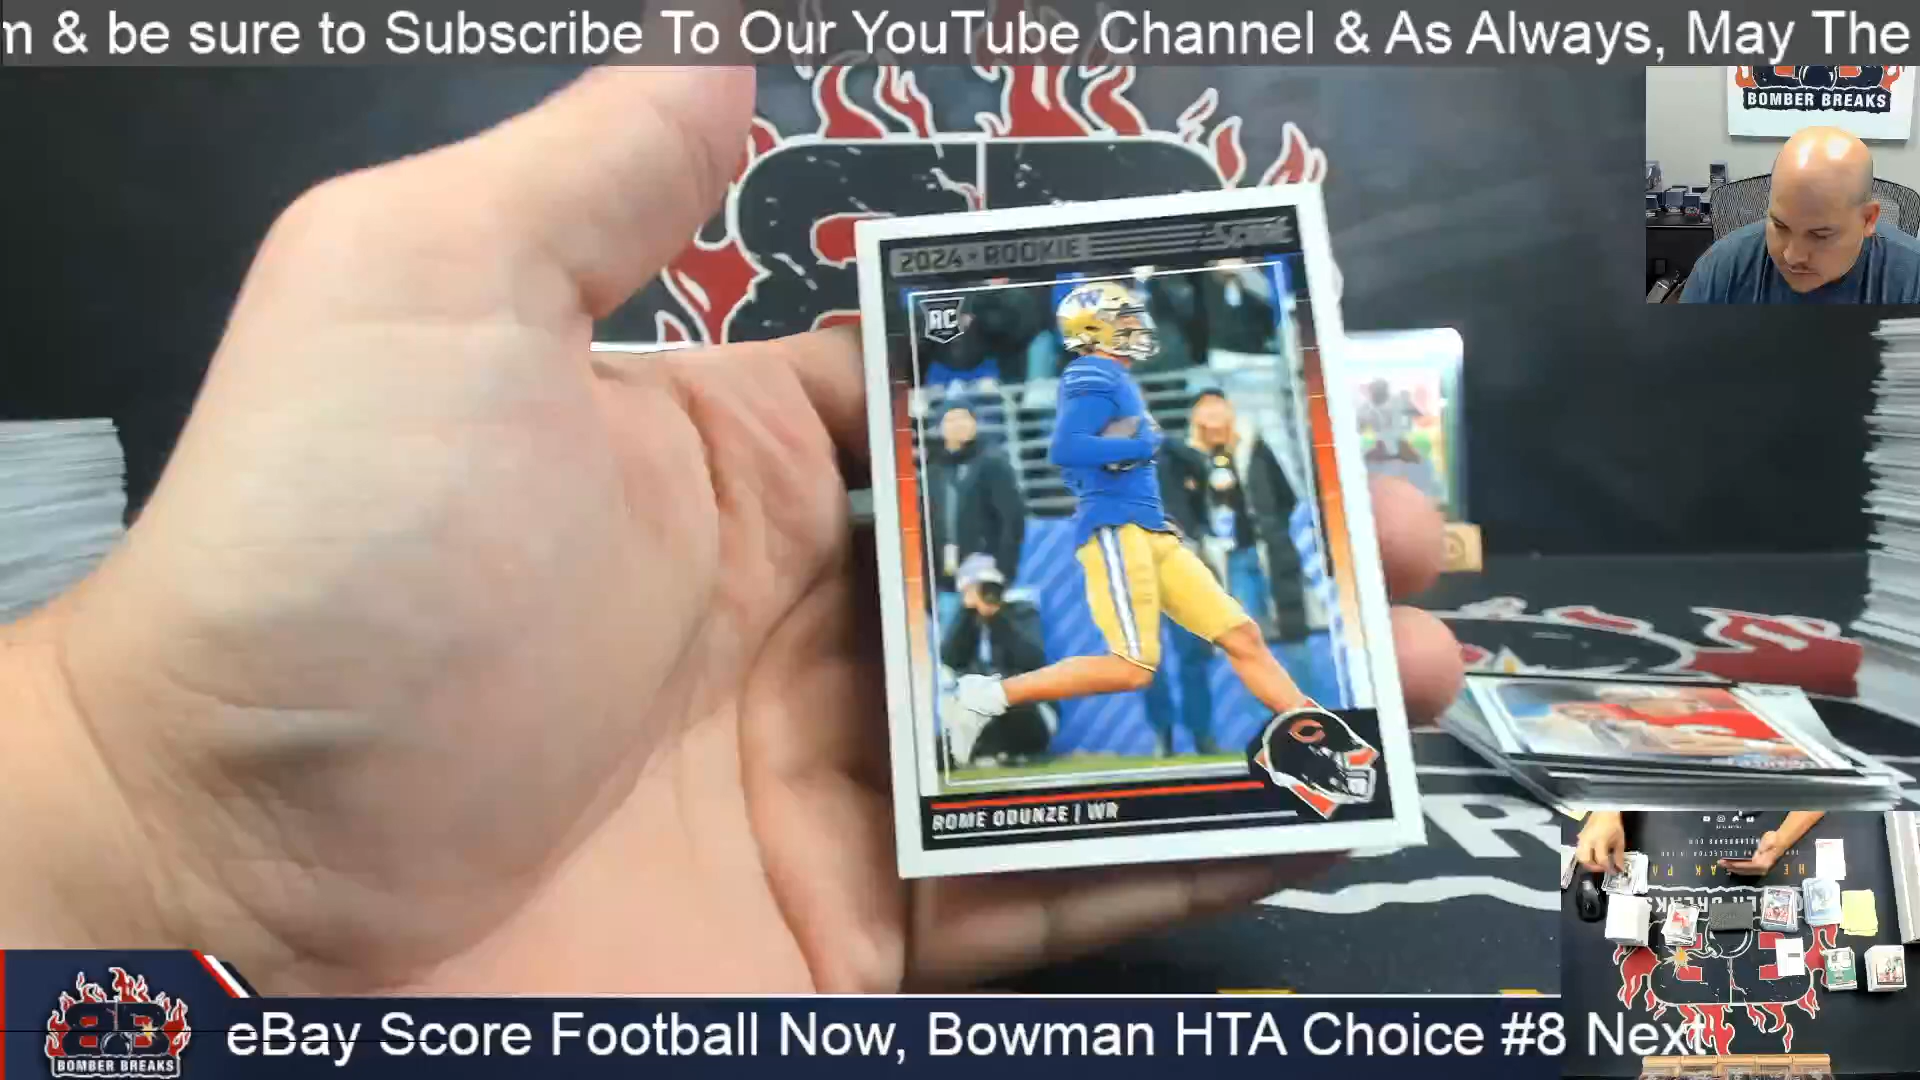 m & be sure to Subscribe To Our YouTube Channel & As Always, May The
BOMBER BREAKS
2024 ROOKIE
SCORE
RC
W
C
ROME ODUNZE | WR
BOMBER BREAKS
eBay Score Football Now, Bowman HTA Choice #8 Next